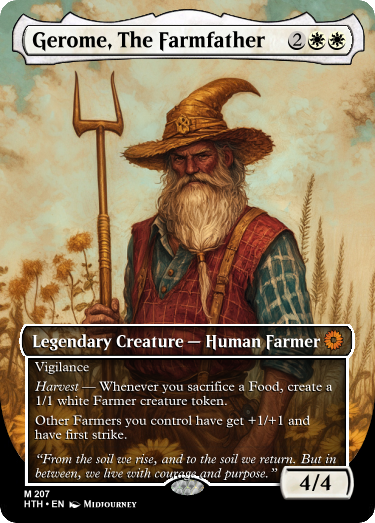 Gerome, The Farmfather 2
Legendary Creature — Human Farmer
Vigilance
Harvest — Whenever you sacrifice a Food, create a
1/1 white Farmer creature token.
Other Farmers you control have get +1/+1 and
have first strike.
“From the soil we rise, and to the soil we return. But in
between, we live with courage and purpose.”
4/4
M 207
HTH • EN Midjourney